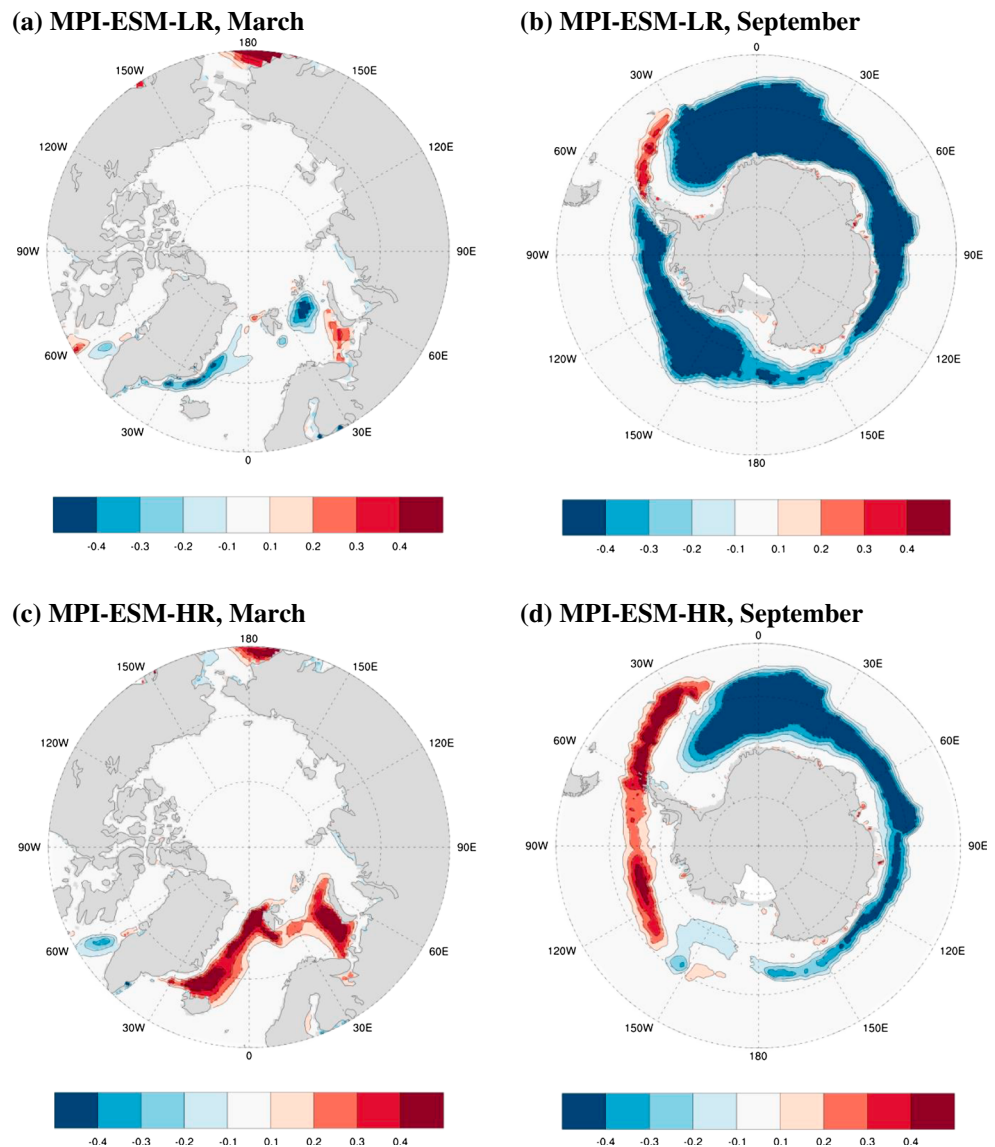 (a) MPI-ESM-LR, March
180
150W
150E
120W
120E
90W
90E
60W
60E
30W
30E
0
-0.4 -0.3 -0.2 -0.1 0.1 0.2 0.3 0.4
(b) MPI-ESM-LR, September
0
30W
30E
60W
60E
90W
90E
120W
120E
150W
150E
180
-0.4 -0.3 -0.2 -0.1 0.1 0.2 0.3 0.4
(c) MPI-ESM-HR, March
180
150W
150E
120W
120E
90W
90E
60W
60E
30W
30E
0
-0.4 -0.3 -0.2 -0.1 0.1 0.2 0.3 0.4
(d) MPI-ESM-HR, September
0
30W
30E
60W
60E
90W
90E
120W
120E
150W
150E
180
-0.4 -0.3 -0.2 -0.1 0.1 0.2 0.3 0.4